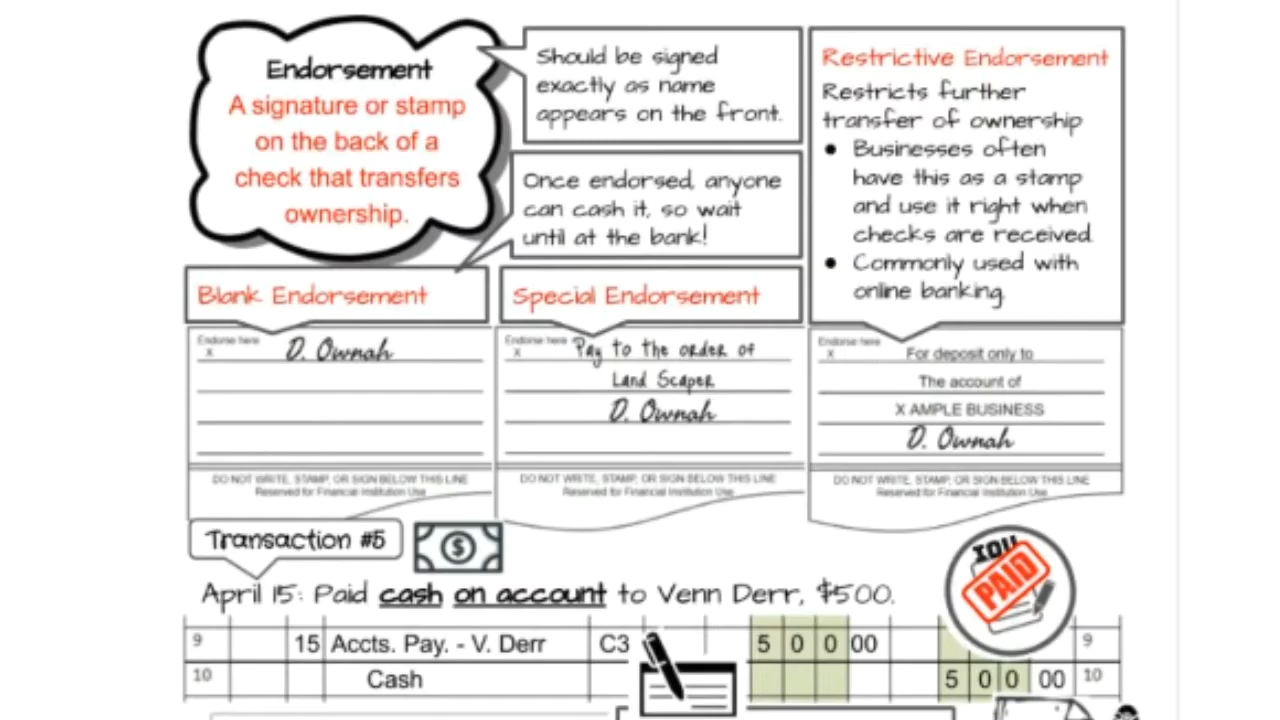 Endorsement
A signature or stamp
on the back of a
check that transfers
ownership.
Should be signed
exactly as name
appears on the front.
Once endorsed, anyone
can cash it, so wait
until at the bank!
Restrictive Endorsement
Restricts further
transfer of ownership
● Businesses often
have this as a stamp
and use it right when
checks are received.
● Commonly used with
online banking.
Blank Endorsement
Endorse here
X D. Ownah
DO NOT WRITE, STAMP, OR SIGN BELOW THIS LINE
Reserved for Financial Institution Use
Special Endorsement
Endorse here
X Pay to the order of
Land Scaper
D. Ownah
DO NOT WRITE, STAMP, OR SIGN BELOW THIS LINE
Reserved for Financial Institution Use
Endorse here
X For deposit only to
The account of
X AMPLE BUSINESS
D. Ownah
DO NOT WRITE, STAMP, OR SIGN BELOW THIS LINE
Reserved for Financial Institution Use
Transaction #5
$
April 15: Paid cash on account to Venn Derr, $500.
IOU
PAID
9 15 Accts. Pay. - V. Derr C3 5 0 0 00 9
10 Cash 5 0 0 00 10